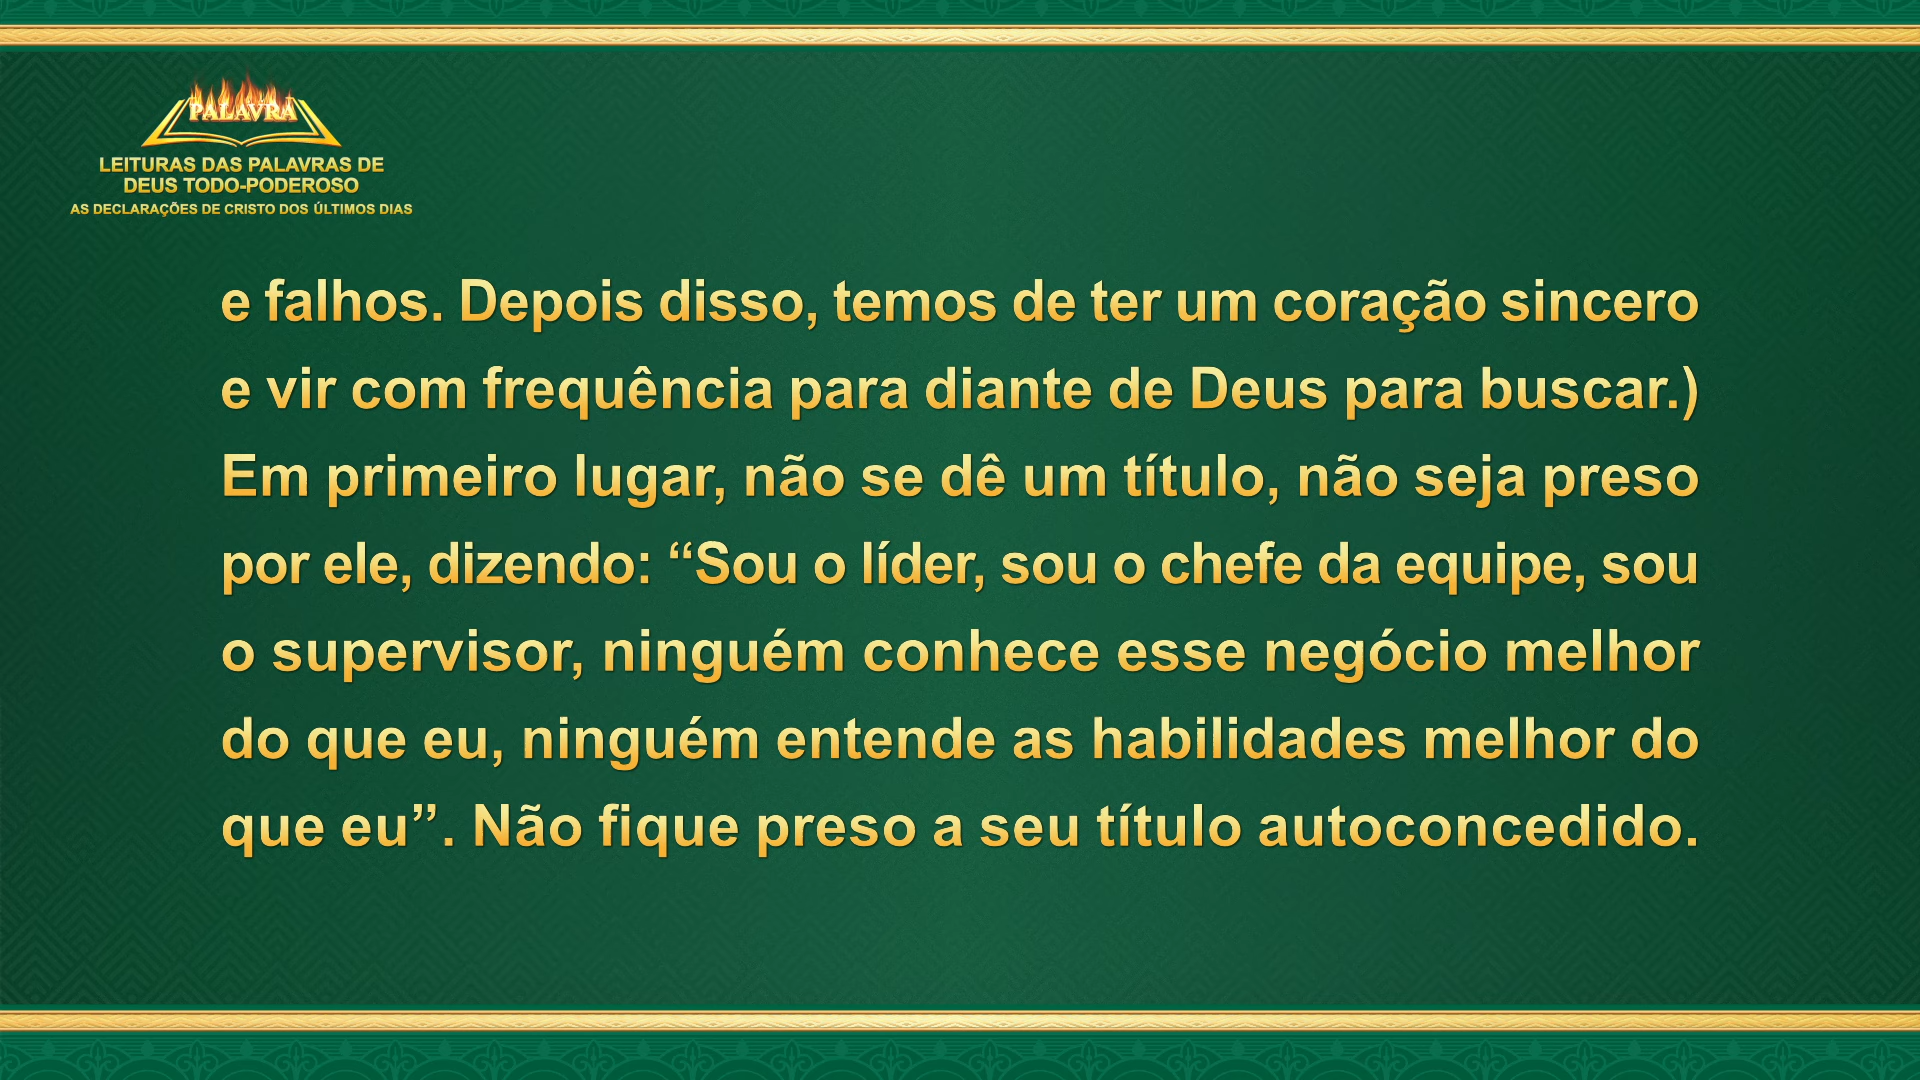 PALAVRA
LEITURAS DAS PALAVRAS DE
DEUS TODO-PODEROSO
AS DECLARAÇÕES DE CRISTO DOS ÚLTIMOS DIAS
e falhos. Depois disso, temos de ter um coração sincero
e vir com frequência para diante de Deus para buscar.)
Em primeiro lugar, não se dê um título, não seja preso
por ele, dizendo: “Sou o líder, sou o chefe da equipe, sou
o supervisor, ninguém conhece esse negócio melhor
do que eu, ninguém entende as habilidades melhor do
que eu”. Não fique preso a seu título autoconcedido.